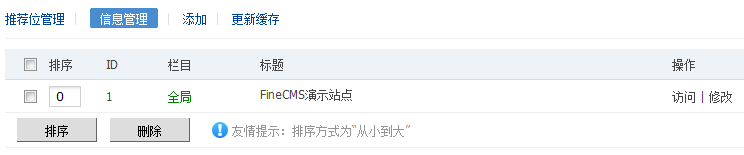 推荐位管理 | 信息管理 | 添加 | 更新缓存
排序 ID 栏目 标题 操作
0 1 全局 FineCMS演示站点 访问 | 修改
排序 删除 友情提示：排序方式为“从小到大”